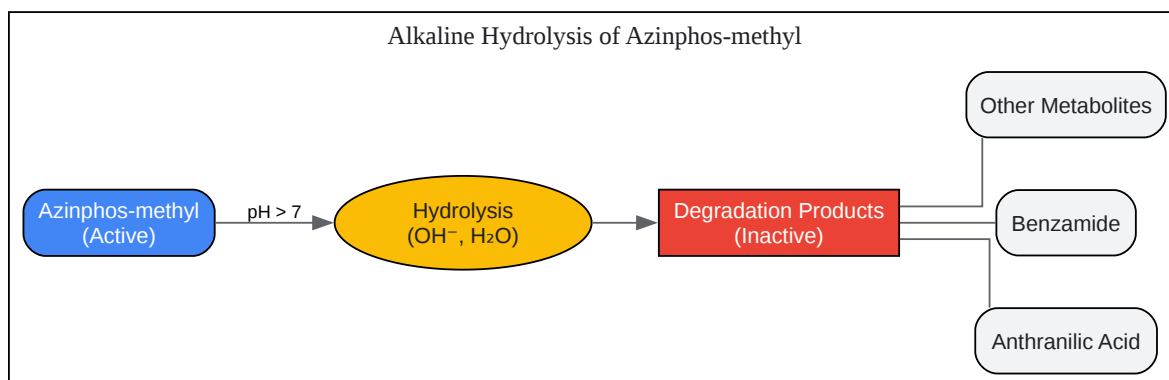 Alkaline Hydrolysis of Azinphos-methyl
Azinphos-methyl
(Active)
pH > 7
Hydrolysis
(OH⁻, H₂O)
Degradation Products
(Inactive)
Other Metabolites
Benzamide
Anthranilic Acid